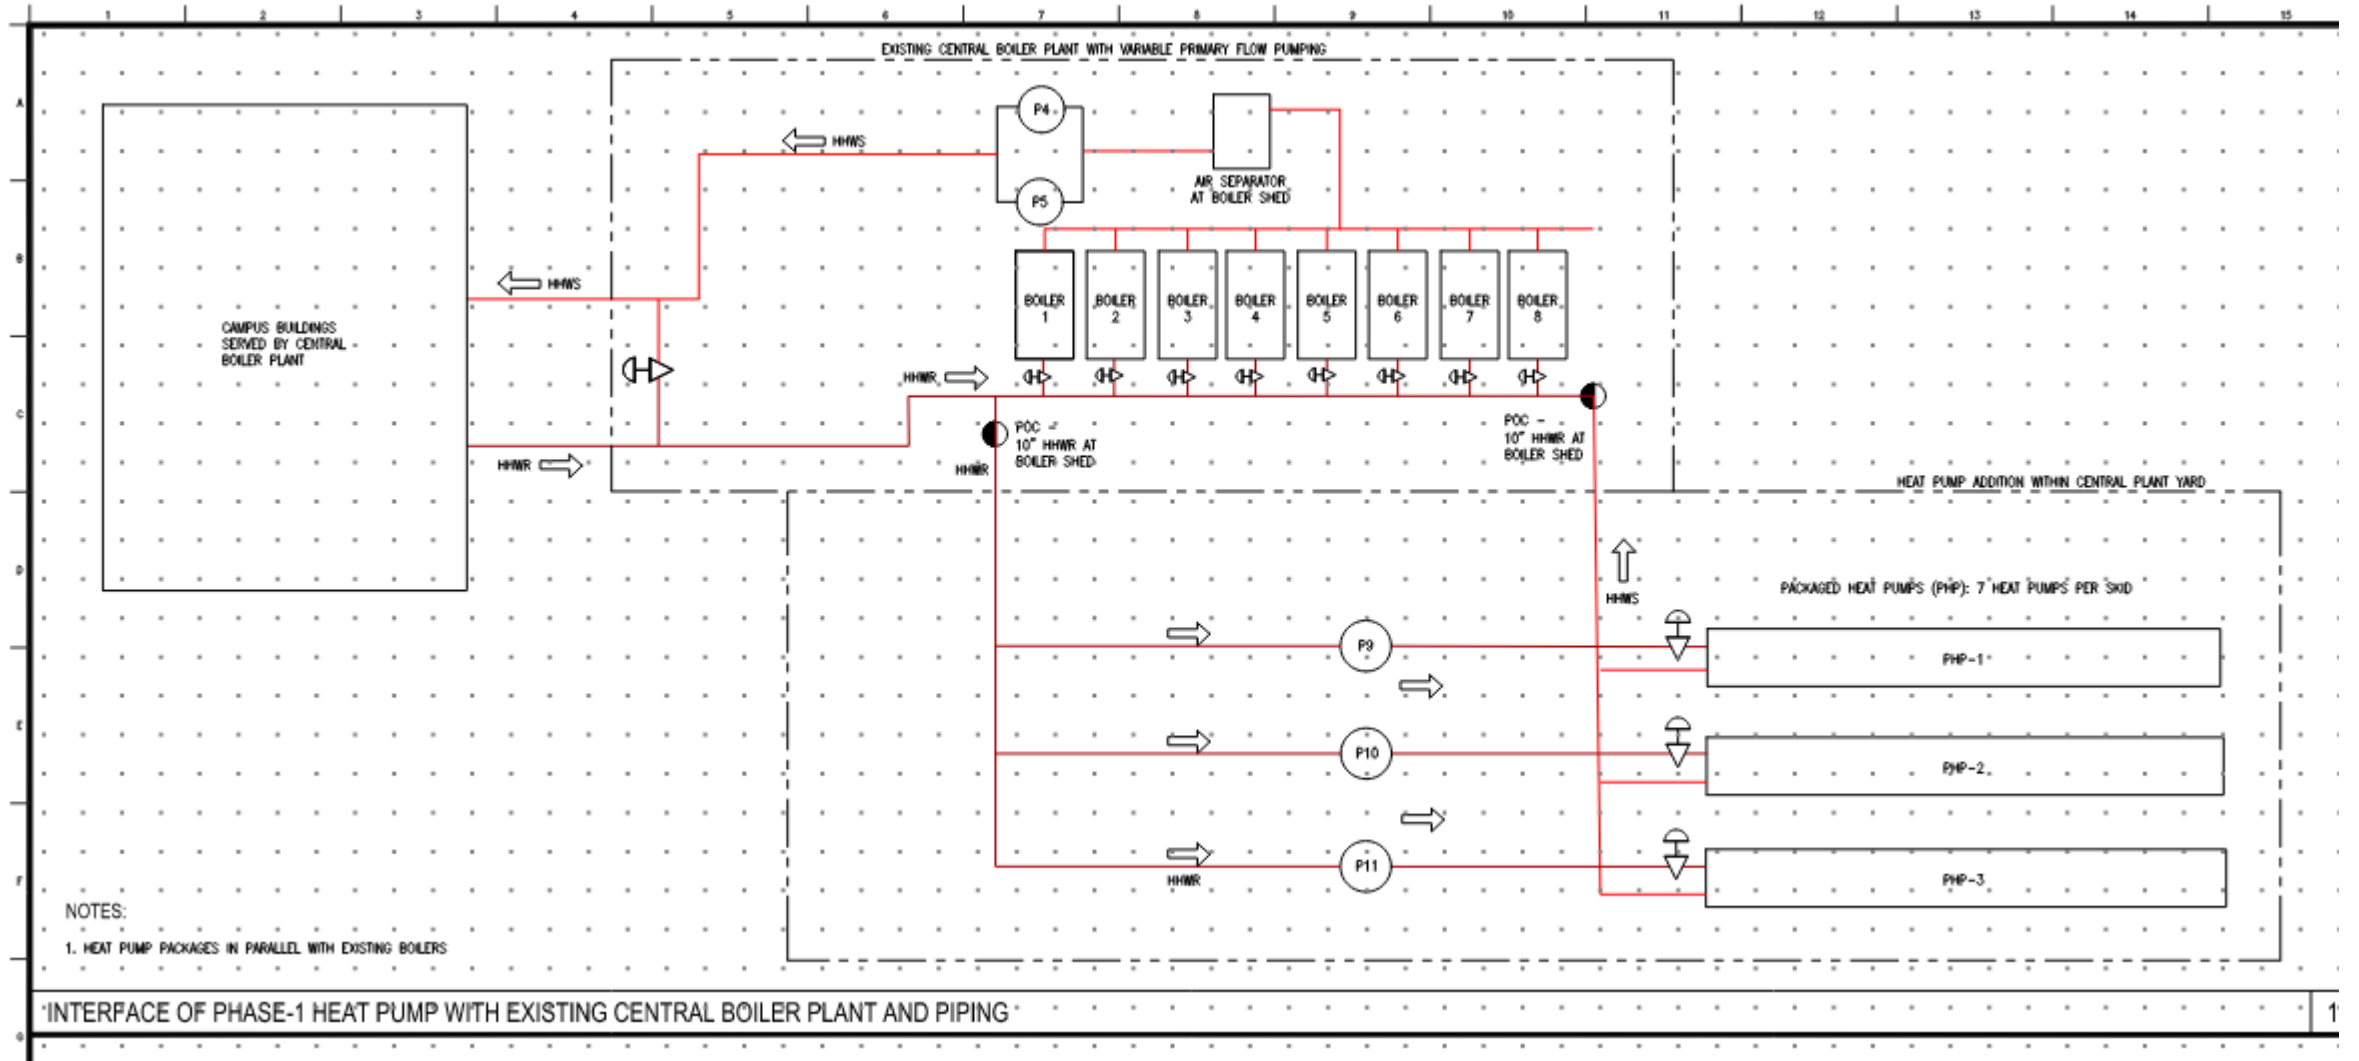 1 2 3 4 5 6 7 8 9 10 11 12 13 14 15
EXISTING CENTRAL BOILER PLANT WITH VARIABLE PRIMARY FLOW PUMPING
A
P4
HHWS
AIR SEPARATOR
AT BOILER SHED
P5
B
HHWS
BOILER
1
BOILER
2
BOILER
3
BOILER
4
BOILER
5
BOILER
6
BOILER
7
BOILER
8
CAMPUS BUILDINGS
SERVED BY CENTRAL
BOILER PLANT
HHWR
C
POC -
10" HHWR AT
BOILER SHED
POC -
10" HHWR AT
BOILER SHED
HHWR
HHWR
HEAT PUMP ADDITION WITHIN CENTRAL PLANT YARD
D
HHWS
PACKAGED HEAT PUMPS (PHP): 7 HEAT PUMPS PER SKID
P9
PHP-1
E
P10
PHP-2
P11
PHP-3
HHWR
F
NOTES:
1. HEAT PUMP PACKAGES IN PARALLEL WITH EXISTING BOILERS
INTERFACE OF PHASE-1 HEAT PUMP WITH EXISTING CENTRAL BOILER PLANT AND PIPING
G